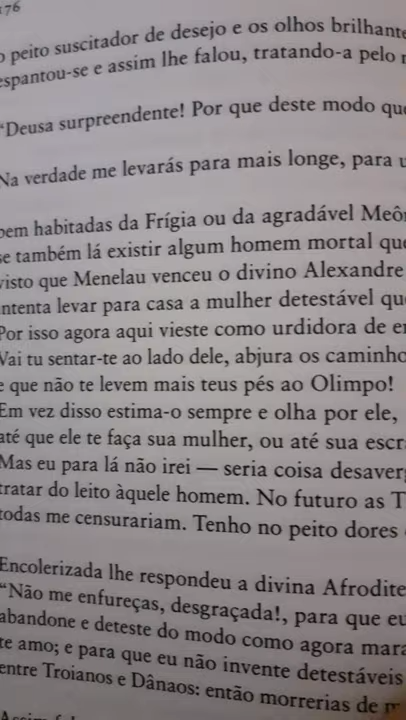 176
o peito suscitador de desejo e os olhos brilhante
espantou-se e assim lhe falou, tratando-a pelo
"Deusa surpreendente! Por que deste modo que
Na verdade me levarás para mais longe, para u
bem habitadas da Frígia ou da agradável Meôn
se também lá existir algum homem mortal que
visto que Menelau venceu o divino Alexandre
intenta levar para casa a mulher detestável que
Por isso agora aqui vieste como urdidora de en
Vai tu sentar-te ao lado dele, abjura os caminho
e que não te levem mais teus pés ao Olimpo!
Em vez disso estima-o sempre e olha por ele,
até que ele te faça sua mulher, ou até sua escra
Mas eu para lá não irei — seria coisa desaverg
tratar do leito àquele homem. No futuro as T
todas me censurariam. Tenho no peito dores
Encolerizada lhe respondeu a divina Afrodite
"Não me enfureças, desgraçada!, para que eu
abandone e deteste do modo como agora mara
te amo; e para que eu não invente detestáveis
entre Troianos e Dânaos: então morrerias de m